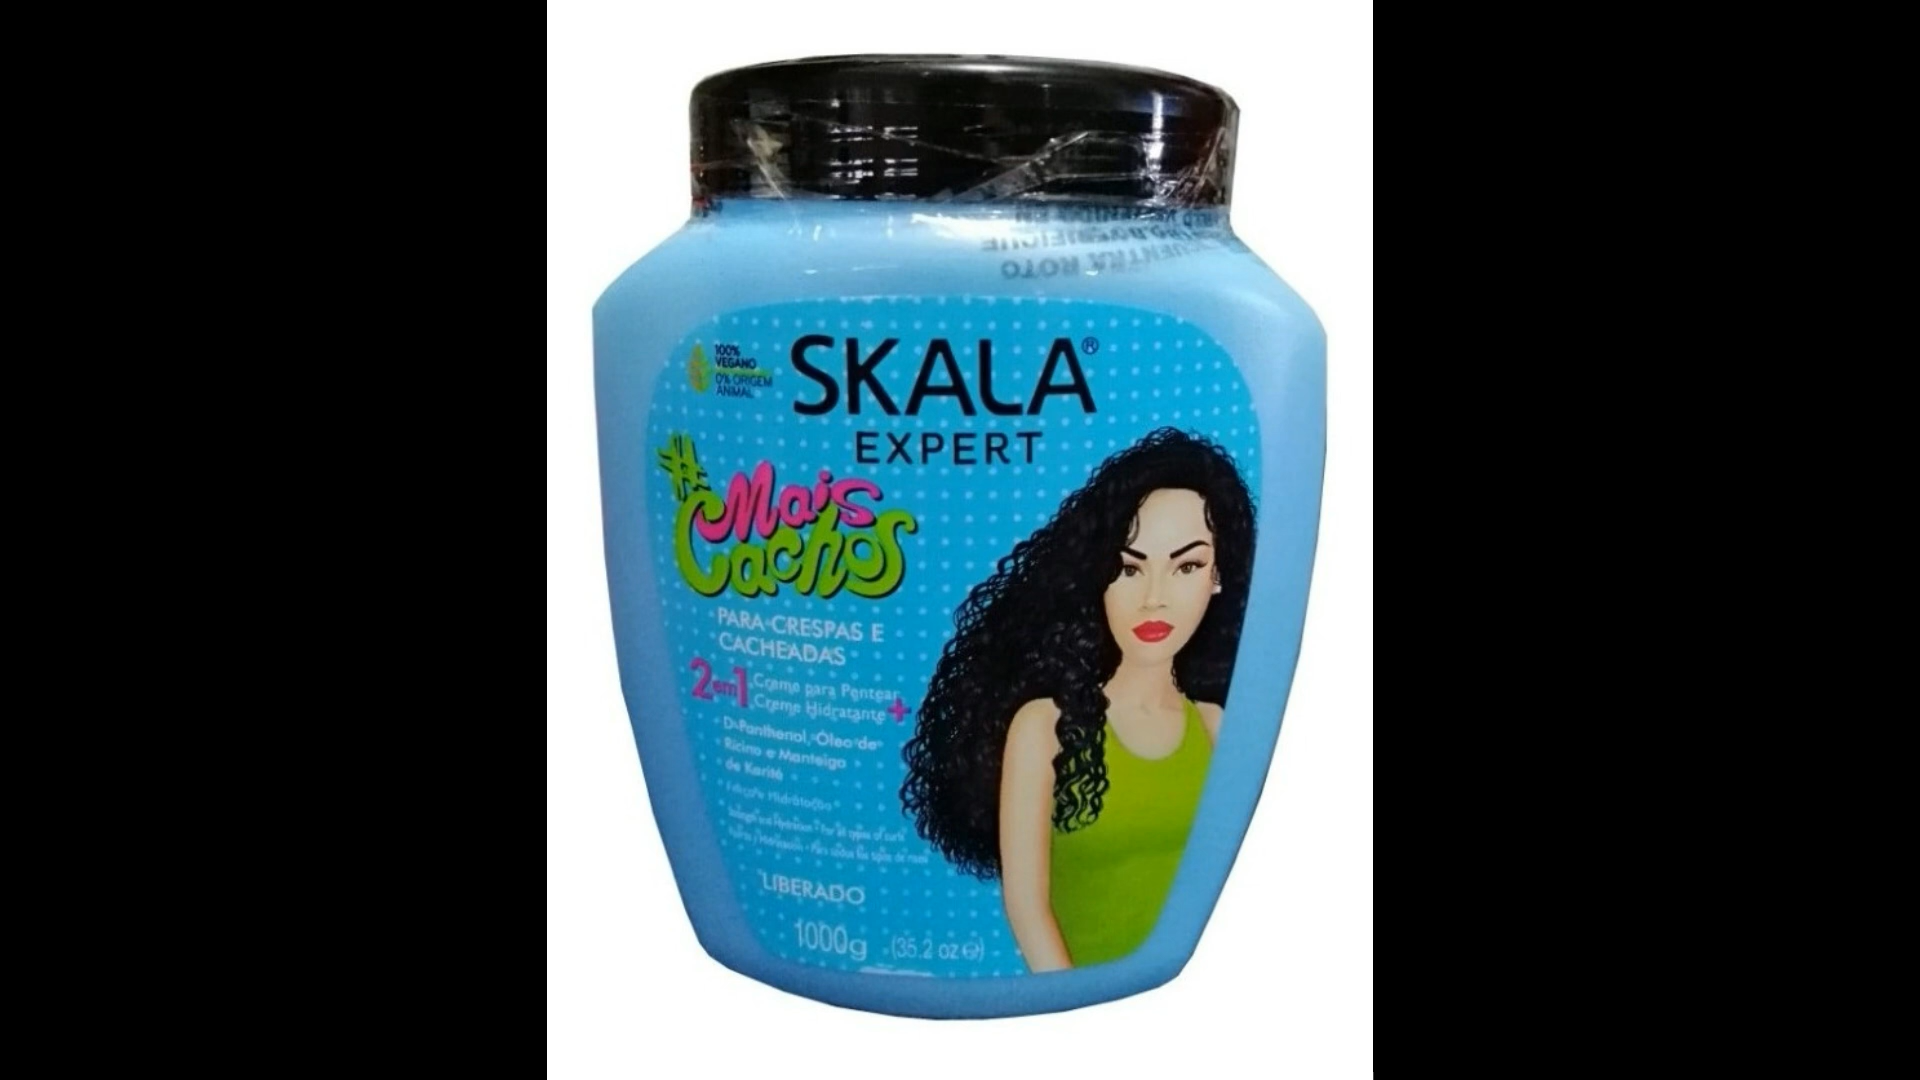 100%
VEGANO
0% ORIGEM
ANIMAL
SKALA®
EXPERT
#Mais
Cachos
PARA CRESPAS E
CACHEADAS
2 em 1 Creme para Pentear
Creme Hidratante +
D-Panthenol, Óleo de
Rícino e Manteiga
de Karité
LIBERADO
1000g (35.2 oz ℮)
ROTO